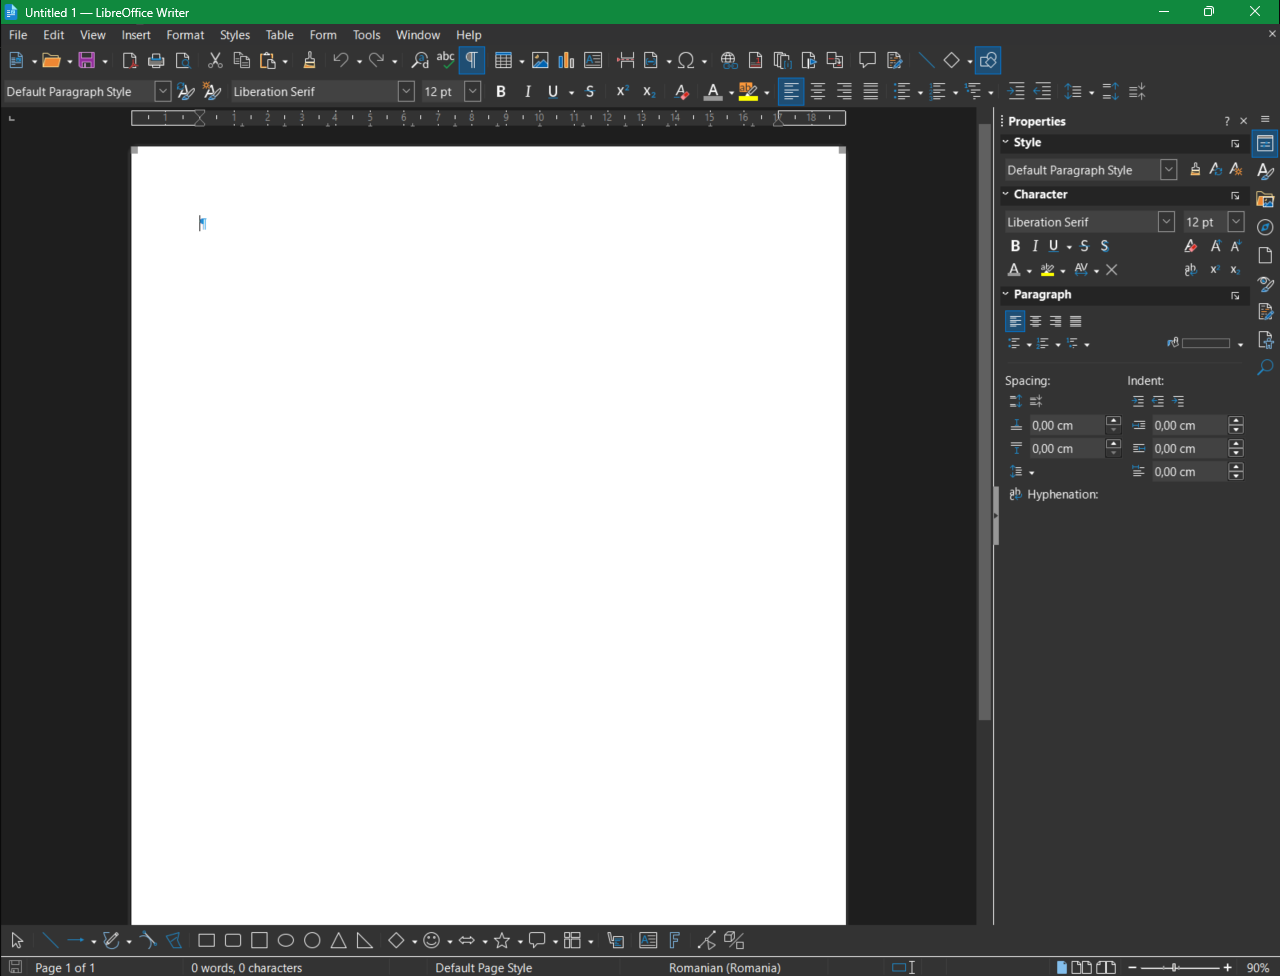 Untitled 1 — LibreOffice Writer
File Edit View Insert Format Styles Table Form Tools Window Help
Default Paragraph Style Liberation Serif 12 pt
1 1 2 3 4 5 6 7 8 9 10 11 12 13 14 15 16 17 18
Properties
Style
Default Paragraph Style
Character
Liberation Serif 12 pt
Paragraph
Spacing: Indent:
0,00 cm 0,00 cm
0,00 cm 0,00 cm
0,00 cm
Hyphenation:
Page 1 of 1 0 words, 0 characters Default Page Style Romanian (Romania) 90%